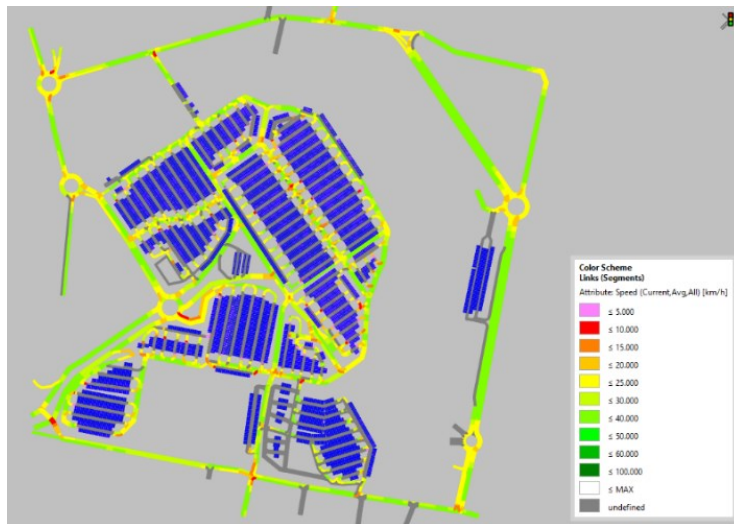 Color Scheme
Links (Segments)
Attribute: Speed (Current,Avg,All) [km/h]
≤ 5.000
≤ 10.000
≤ 15.000
≤ 20.000
≤ 25.000
≤ 30.000
≤ 40.000
≤ 50.000
≤ 60.000
≤ 100.000
≤ MAX
undefined